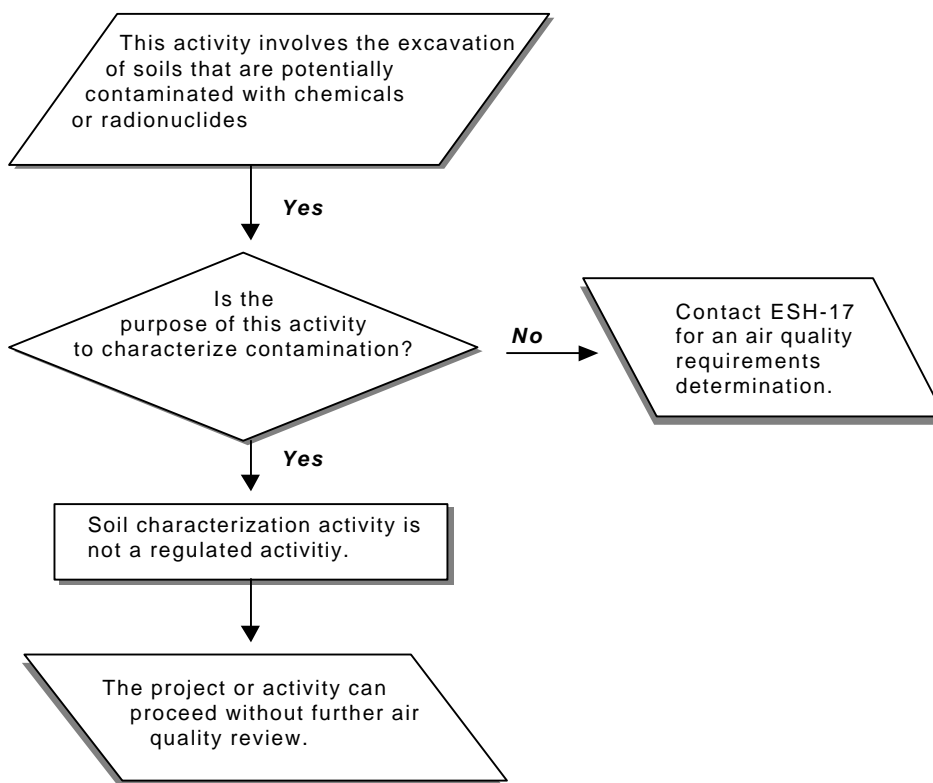 This activity involves the excavation
of soils that are potentially
contaminated with chemicals
or radionuclides
Yes
Is the
purpose of this activity
to characterize contamination?
No
Contact ESH-17
for an air quality
requirements
determination.
Yes
Soil characterization activity is
not a regulated activitiy.
The project or activity can
proceed without further air
quality review.